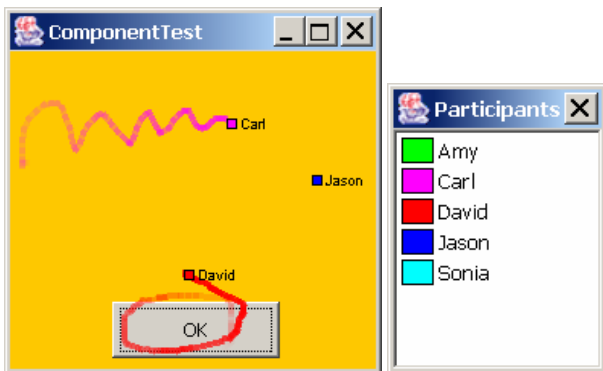 ComponentTest
Carl
Jason
David
OK
Participants
Amy
Carl
David
Jason
Sonia